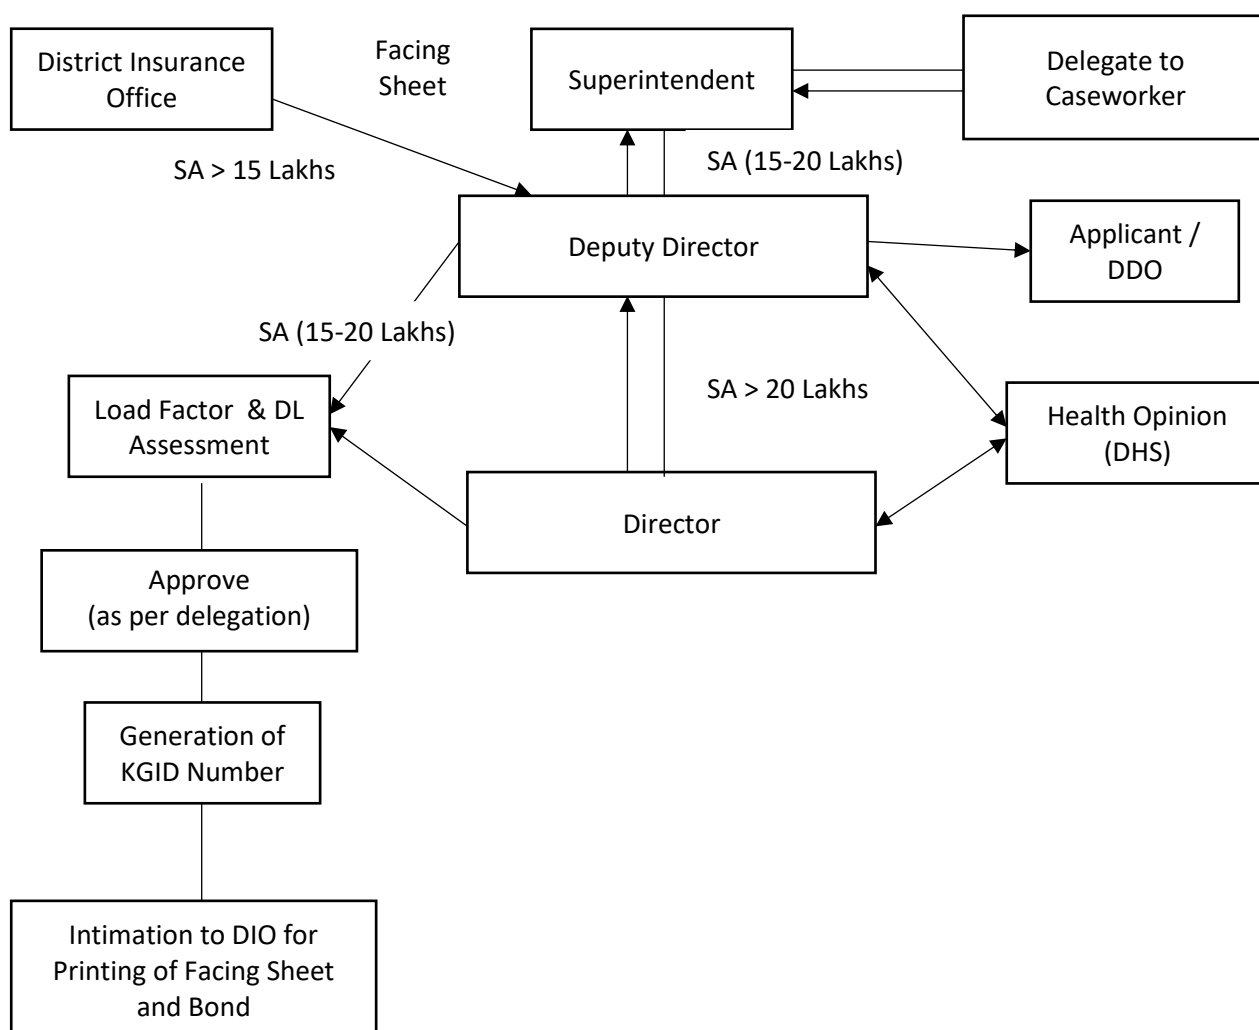 District Insurance
Office
Facing
Sheet
Superintendent
Delegate to
Caseworker
SA > 15 Lakhs
SA (15-20 Lakhs)
Deputy Director
Applicant /
DDO
SA (15-20 Lakhs)
SA > 20 Lakhs
Load Factor & DL
Assessment
Health Opinion
(DHS)
Director
Approve
(as per delegation)
Generation of
KGID Number
Intimation to DIO for
Printing of Facing Sheet
and Bond